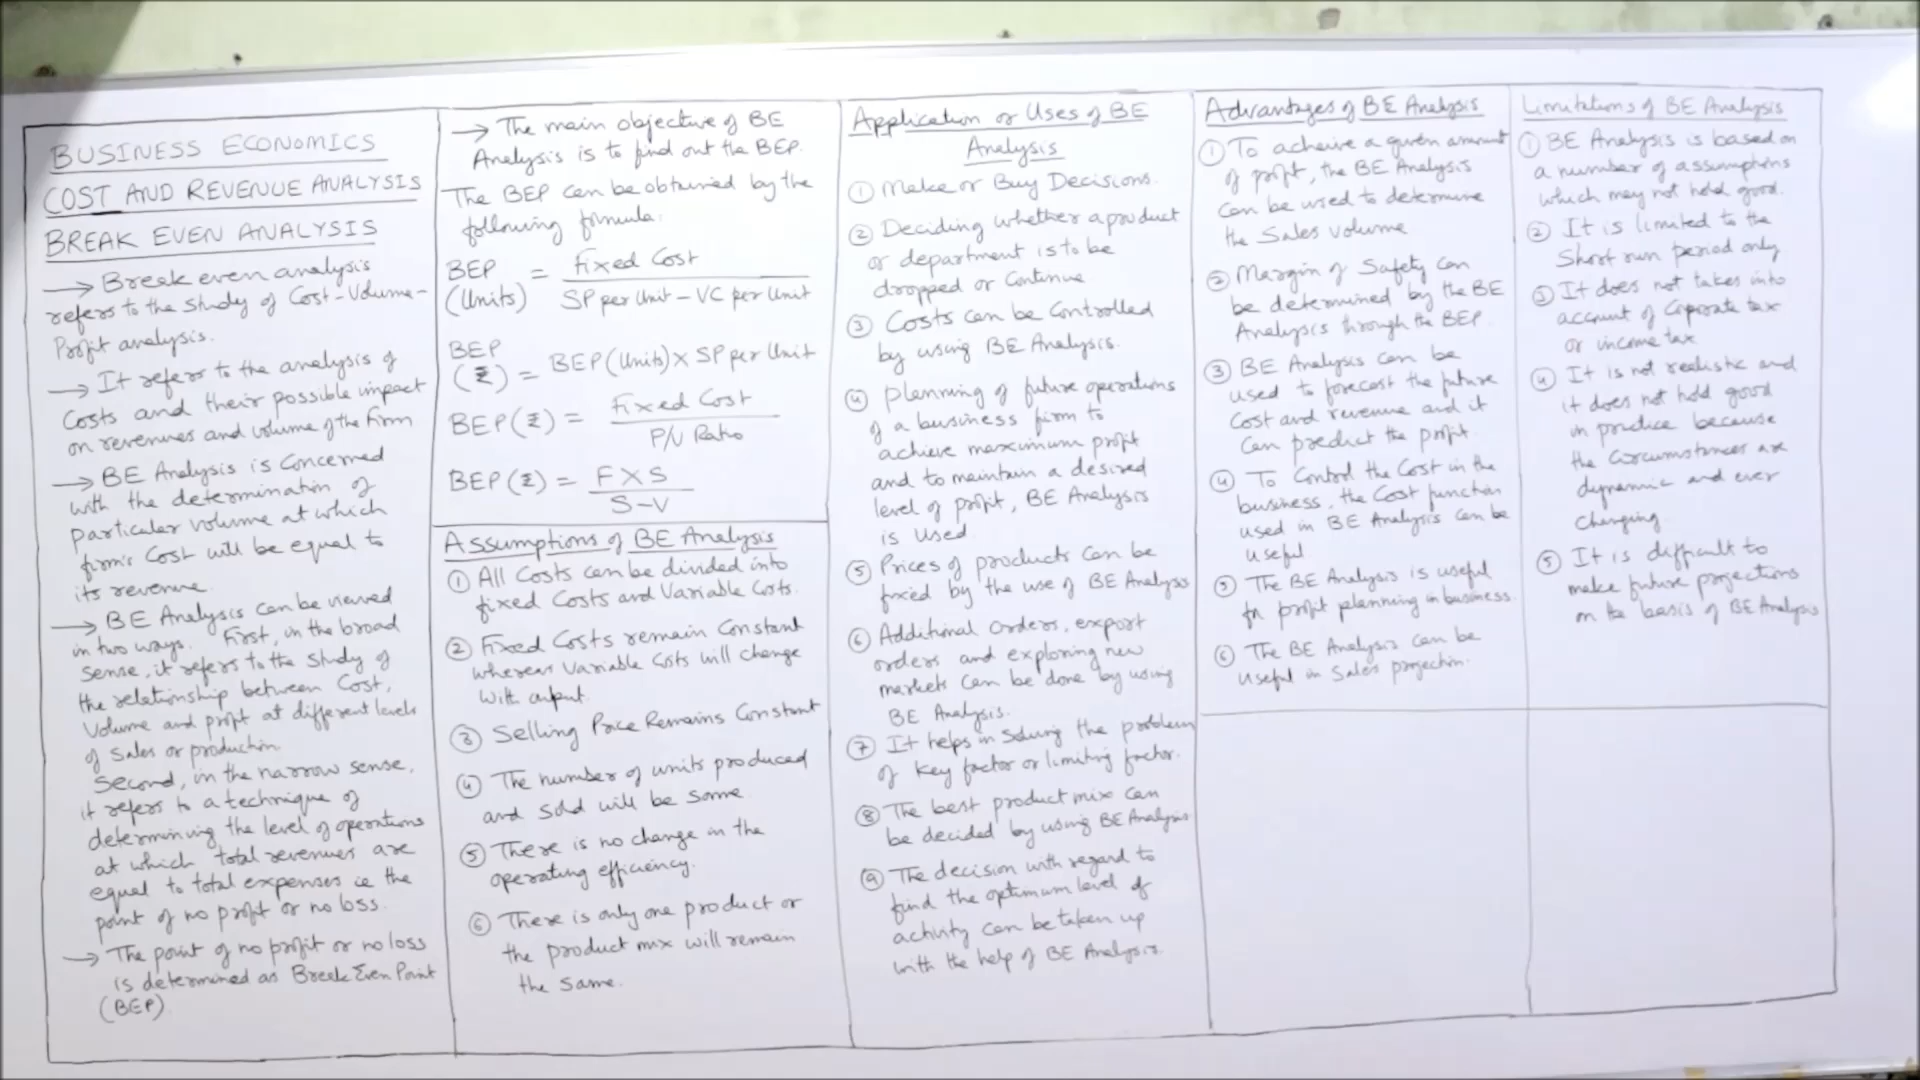 BUSINESS ECONOMICS
COST AND REVENUE ANALYSIS
BREAK EVEN ANALYSIS
→ Break even analysis
refers to the study of Cost-Volume-
Profit analysis.
→ It refers to the analysis of
Costs and their possible impact
on revenues and volume of the firm
→ BE Analysis is Concerned
with the determination of
particular volume at which
firm's Cost will be equal to
its revenue.
→ BE Analysis can be viewed
in two ways. First, in the broad
sense, it refers to the study of
the relationship between Cost,
Volume and profit at different levels
of Sales or production.
Second, in the narrow sense,
it refers to a technique of
determining the level of operations
at which total revenues are
equal to total expenses ie the
point of no profit or no loss.
→ The point of no profit or no loss
is determined as Break Even Point
(BEP)
→ The main objective of BE
Analysis is to find out the BEP.
The BEP can be obtained by the
following formula.
BEP (Units) = Fixed Cost / SP per Unit - VC per Unit
BEP (₹) = BEP (Units) × SP per Unit
BEP (₹) = Fixed Cost / P/V Ratio
BEP (₹) = F X S / S-V
Assumptions of BE Analysis
① All Costs can be divided into
fixed Costs and Variable Costs.
② Fixed Costs remain Constant
whereas Variable Costs will change
with output.
③ Selling Price Remains Constant
④ The number of units produced
and sold will be same.
⑤ There is no change in the
operating efficiency.
⑥ There is only one product or
the product mix will remain
the same.
Application or Uses of BE
Analysis
① Make or Buy Decisions.
② Deciding whether a product
or department is to be
dropped or Continue
③ Costs can be Controlled
by using BE Analysis.
④ Planning of future operations
of a business firm to
achieve maximum profit
and to maintain a desired
level of profit, BE Analysis
is used
⑤ Prices of products can be
fixed by the use of BE Analysis
⑥ Additional orders, export
orders and exploring new
markets can be done by using
BE Analysis.
⑦ It helps in solving the problem
of key factor or limiting factor.
⑧ The best product mix can
be decided by using BE Analysis
⑨ The decision with regard to
find the optimum level of
activity can be taken up
with the help of BE Analysis.
Advantages of BE Analysis
① To acheive a given amount
of profit, the BE Analysis
can be used to determine
the Sales volume
② Margin of Safety can
be determined by the BE
Analysis through the BEP
③ BE Analysis can be
used to forecast the future
Cost and revenue and it
can predict the profit.
④ To Control the Cost in the
business, the Cost function
used in BE Analysis can be
useful
⑤ The BE Analysis is useful
for profit planning in business.
⑥ The BE Analysis can be
useful in Sales projection.
Limitations of BE Analysis
① BE Analysis is based on
a number of assumptions
which may not hold good.
② It is limited to the
Short run period only
③ It does not takes into
account of Coporate tax
or income tax
④ It is not realistic and
it does not hold good
in practice because
the Circumstances are
dynamic and ever
changing
⑤ It is difficult to
make future projections
on the basis of BE Analysis